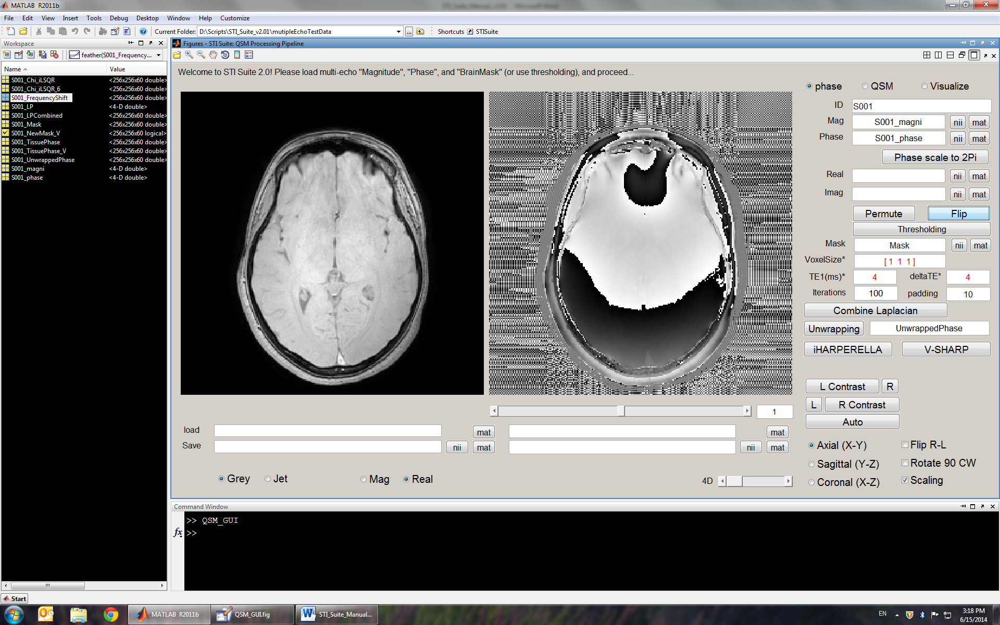 MATLAB R2011b
File Edit View Insert Tools Debug Desktop Window Help Customize
Current Folder: D:\Scripts\STI_Suite_v2.01\mutipleEchoTestData ... Shortcuts STISuite
Workspace
feather(S001_Frequency...
Name Value
S001_Chi_iLSQR <256x256x60 double>
S001_Chi_iLSQR_6 <256x256x60 double>
S001_FrequencyShift <256x256x60 double>
S001_LP <4-D double>
S001_LPCombined <256x256x60 double>
S001_Mask <256x256x60 double>
S001_NewMask_V <256x256x60 logical>
S001_TissuePhase <256x256x60 double>
S001_TissuePhase_V <256x256x60 double>
S001_UnwrappedPhase <256x256x60 double>
S001_magni <4-D double>
S001_phase <4-D double>
Figures - STI Suite: QSM Processing Pipeline
Welcome to STI Suite 2.0! Please load multi-echo "Magnitude", "Phase", and "BrainMask" (or use thresholding), and proceed...
phase QSM Visualize
ID S001
Mag S001_magni nii mat
Phase S001_phase nii mat
Phase scale to 2Pi
Real nii mat
Imag nii mat
Permute Flip
Thresholding
Mask Mask nii mat
VoxelSize* [ 1 1 1 ]
TE1(ms)* 4 deltaTE* 4
Iterations 100 padding 10
Combine Laplacian
Unwrapping UnwrappedPhase
iHARPERELLA V-SHARP
L Contrast R
L R Contrast
Auto
1
load mat mat
Save nii mat nii mat
Axial (X-Y) Flip R-L
Sagittal (Y-Z) Rotate 90 CW
Coronal (X-Z) Scaling
Grey Jet Mag Real 4D
Command Window
>> QSM_GUI
fx >>
Start
MATLAB R2011b QSM_GUI.fig STI_Suite_Manual... EN 3:18 PM
6/15/2014